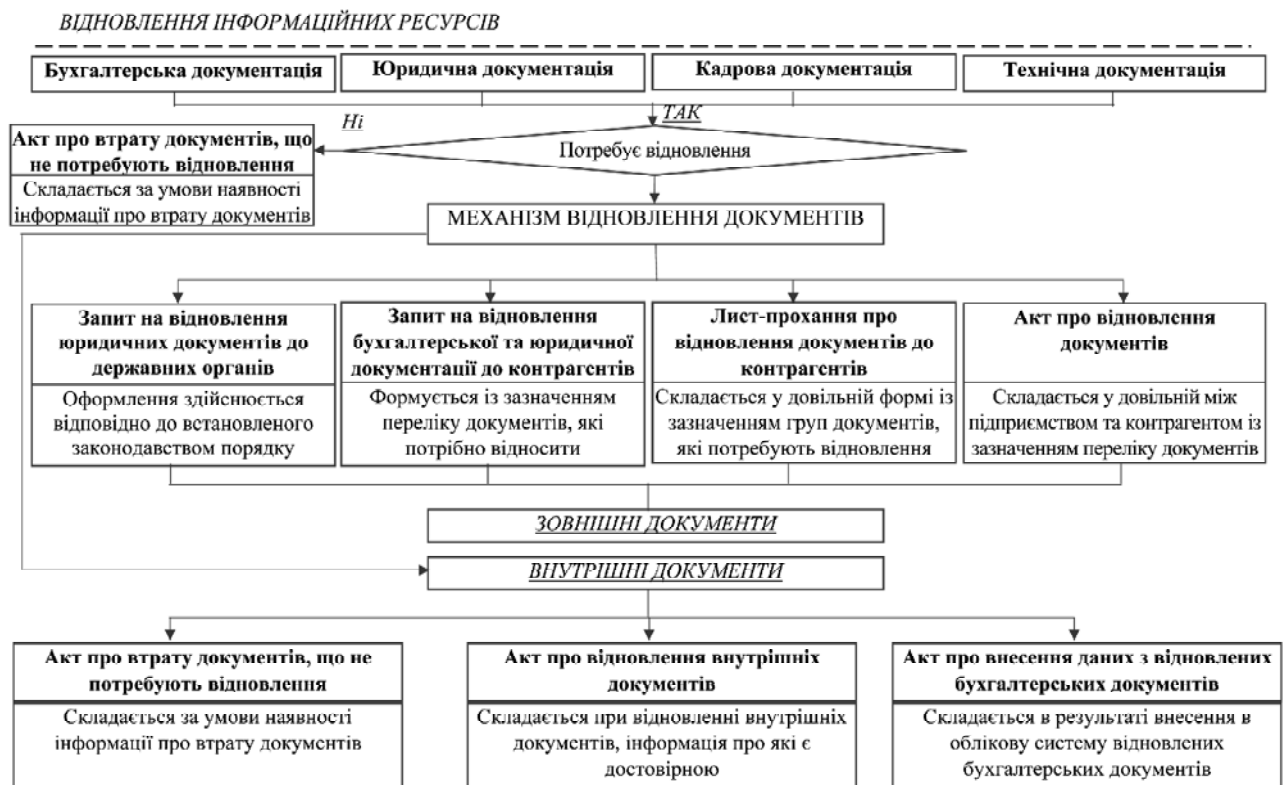 ВІДНОВЛЕННЯ ІНФОРМАЦІЙНИХ РЕСУРСІВ
Бухгалтерська документація
Юридична документація
Кадрова документація
Технічна документація
Ні
ТАК
Акт про втрату документів, що
не потребують відновлення
Складається за умови наявності
інформації про втрату документів
Потребує відновлення
МЕХАНІЗМ ВІДНОВЛЕННЯ ДОКУМЕНТІВ
Запит на відновлення
юридичних документів до
державних органів
Оформлення здійснюється
відповідно до встановленого
законодавством порядку
Запит на відновлення
бухгалтерської та юридичної
документації до контрагентів
Формується із зазначенням
переліку документів, які
потрібно відносити
Лист-прохання про
відновлення документів до
контрагентів
Складається у довільній формі із
зазначенням груп документів,
які потребують відновлення
Акт про відновлення
документів
Складається у довільній між
підприємством та контрагентом із
зазначенням переліку документів
ЗОВНІШНІ ДОКУМЕНТИ
ВНУТРІШНІ ДОКУМЕНТИ
Акт про втрату документів, що не
потребують відновлення
Складається за умови наявності
інформації про втрату документів
Акт про відновлення внутрішніх
документів
Складається при відновленні внутрішніх
документів, інформація про які є
достовірною
Акт про внесення даних з відновлених
бухгалтерських документів
Складається в результаті внесення в
облікову систему відновлених
бухгалтерських документів